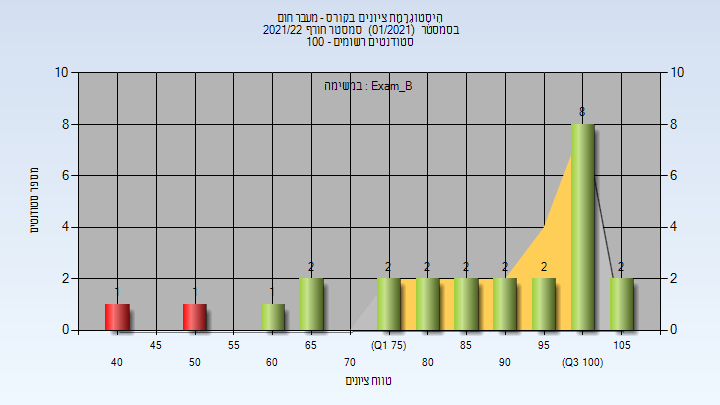 היסטוגרמת ציונים בקורס - מעבר חום
בסמסטר (01/2021) סמסטר חורף 2021/22
סטודנטים רשומים - 100
במשימה : Exam_B
מספר סטודנטים
10 10
8 8
6 6
4 4
2 2
0 0
1 1 1 2 2 2 2 2 2 8 2
45 55 65 (Q1 75) 85 95 105
40 50 60 70 80 90 (Q3 100)
טווח ציונים